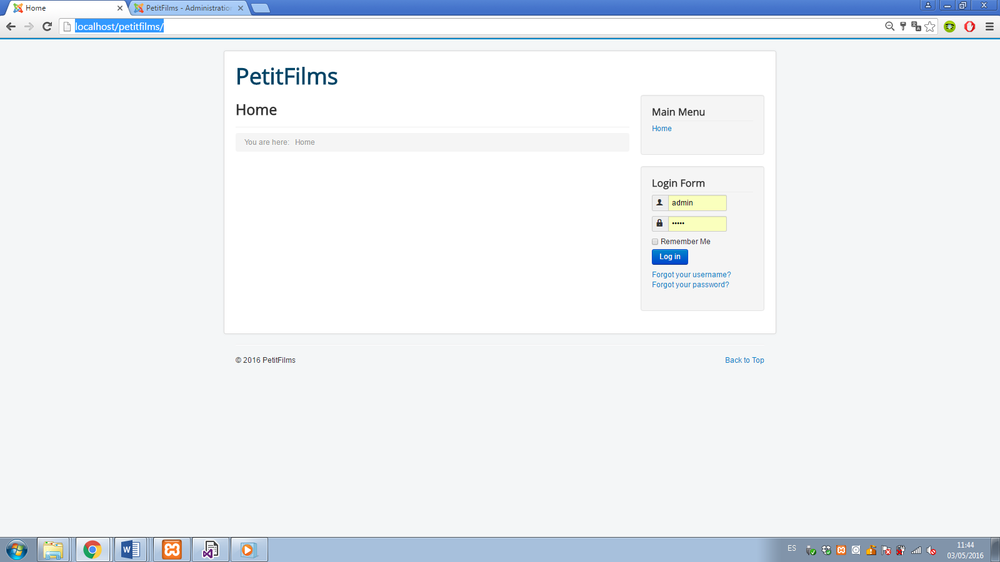 Home
PetitFilms - Administration
localhost/petitfilms/
PetitFilms
Home
You are here: Home
Main Menu
Home
Login Form
admin
•••••
Remember Me
Log in
Forgot your username?
Forgot your password?
© 2016 PetitFilms
Back to Top
ES
11:44
03/05/2016